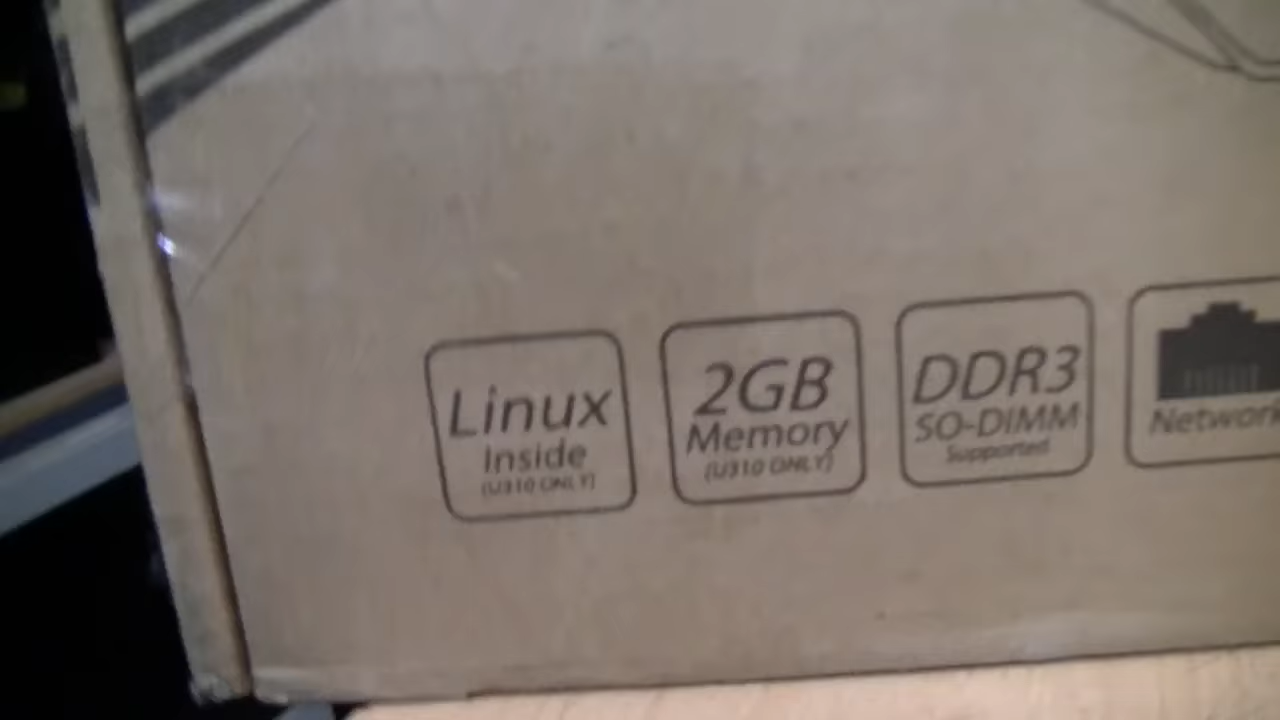 Linux
Inside
(U310 ONLY)
2GB
Memory
(U310 ONLY)
DDR3
SO-DIMM
Supported
Network